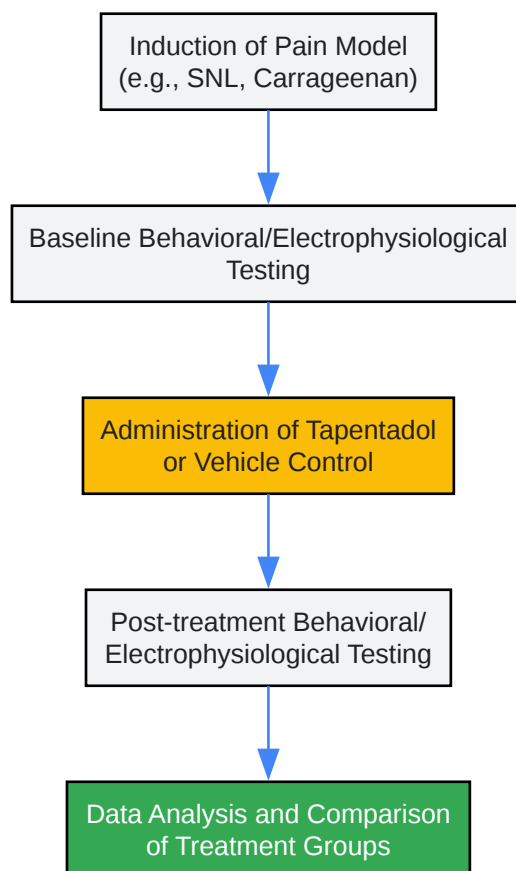 Induction of Pain Model
(e.g., SNL, Carrageenan)
Baseline Behavioral/Electrophysiological
Testing
Administration of Tapentadol
or Vehicle Control
Post-treatment Behavioral/
Electrophysiological Testing
Data Analysis and Comparison
of Treatment Groups